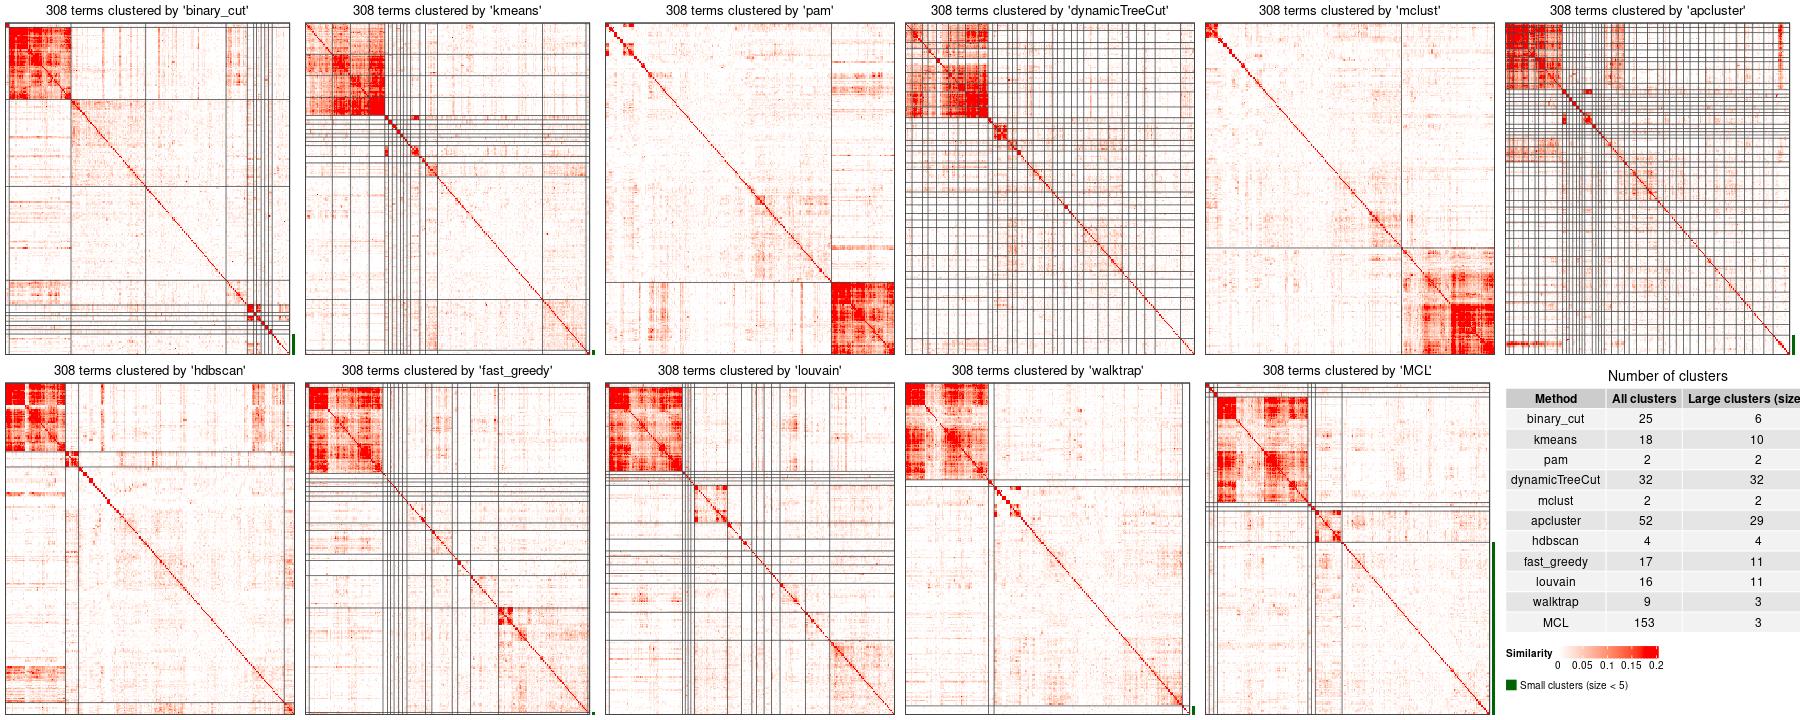 308 terms clustered by 'binary_cut'
308 terms clustered by 'kmeans'
308 terms clustered by 'pam'
308 terms clustered by 'dynamicTreeCut'
308 terms clustered by 'mclust'
308 terms clustered by 'apcluster'
308 terms clustered by 'hdbscan'
308 terms clustered by 'fast_greedy'
308 terms clustered by 'louvain'
308 terms clustered by 'walktrap'
308 terms clustered by 'MCL'
Number of clusters
Method All clusters Large clusters (size
binary_cut 25 6
kmeans 18 10
pam 2 2
dynamicTreeCut 32 32
mclust 2 2
apcluster 52 29
hdbscan 4 4
fast_greedy 17 11
louvain 16 11
walktrap 9 3
MCL 153 3
Similarity
0 0.05 0.1 0.15 0.2
Small clusters (size < 5)